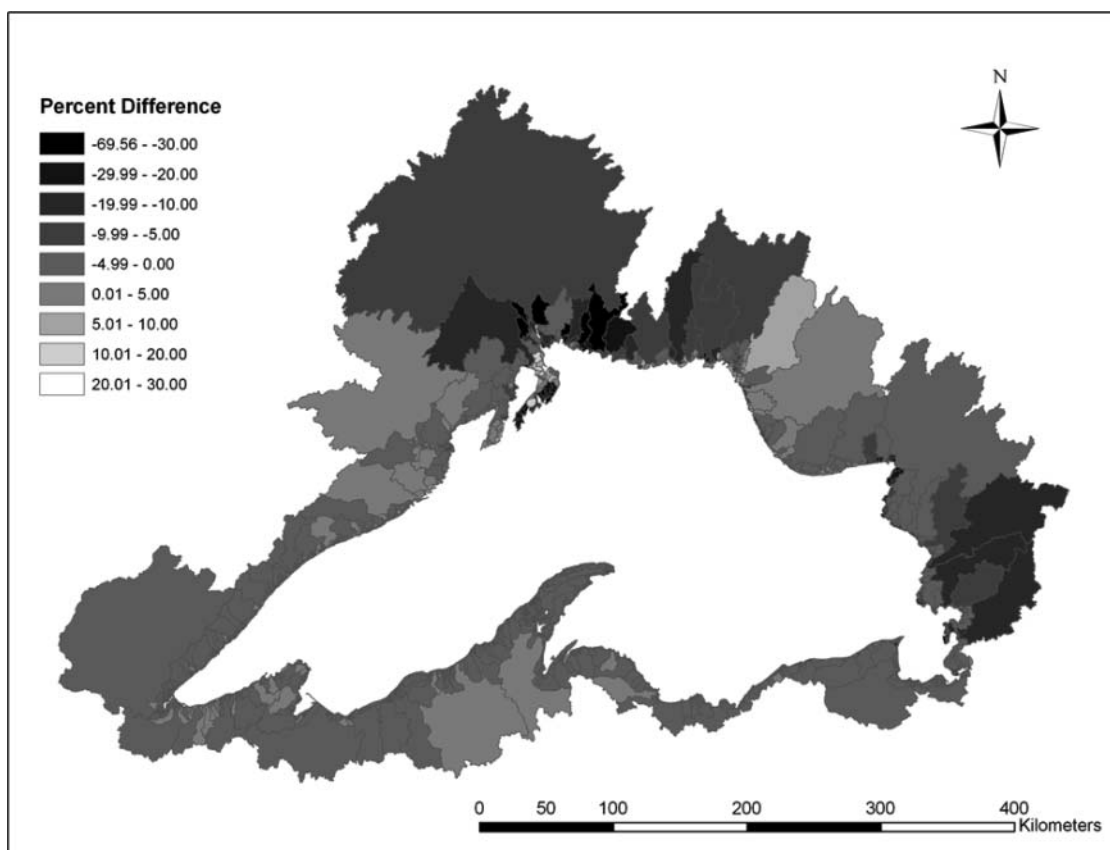 N
Percent Difference
-69.56 - -30.00
-29.99 - -20.00
-19.99 - -10.00
-9.99 - -5.00
-4.99 - 0.00
0.01 - 5.00
5.01 - 10.00
10.01 - 20.00
20.01 - 30.00
0 50 100 200 300 400
Kilometers